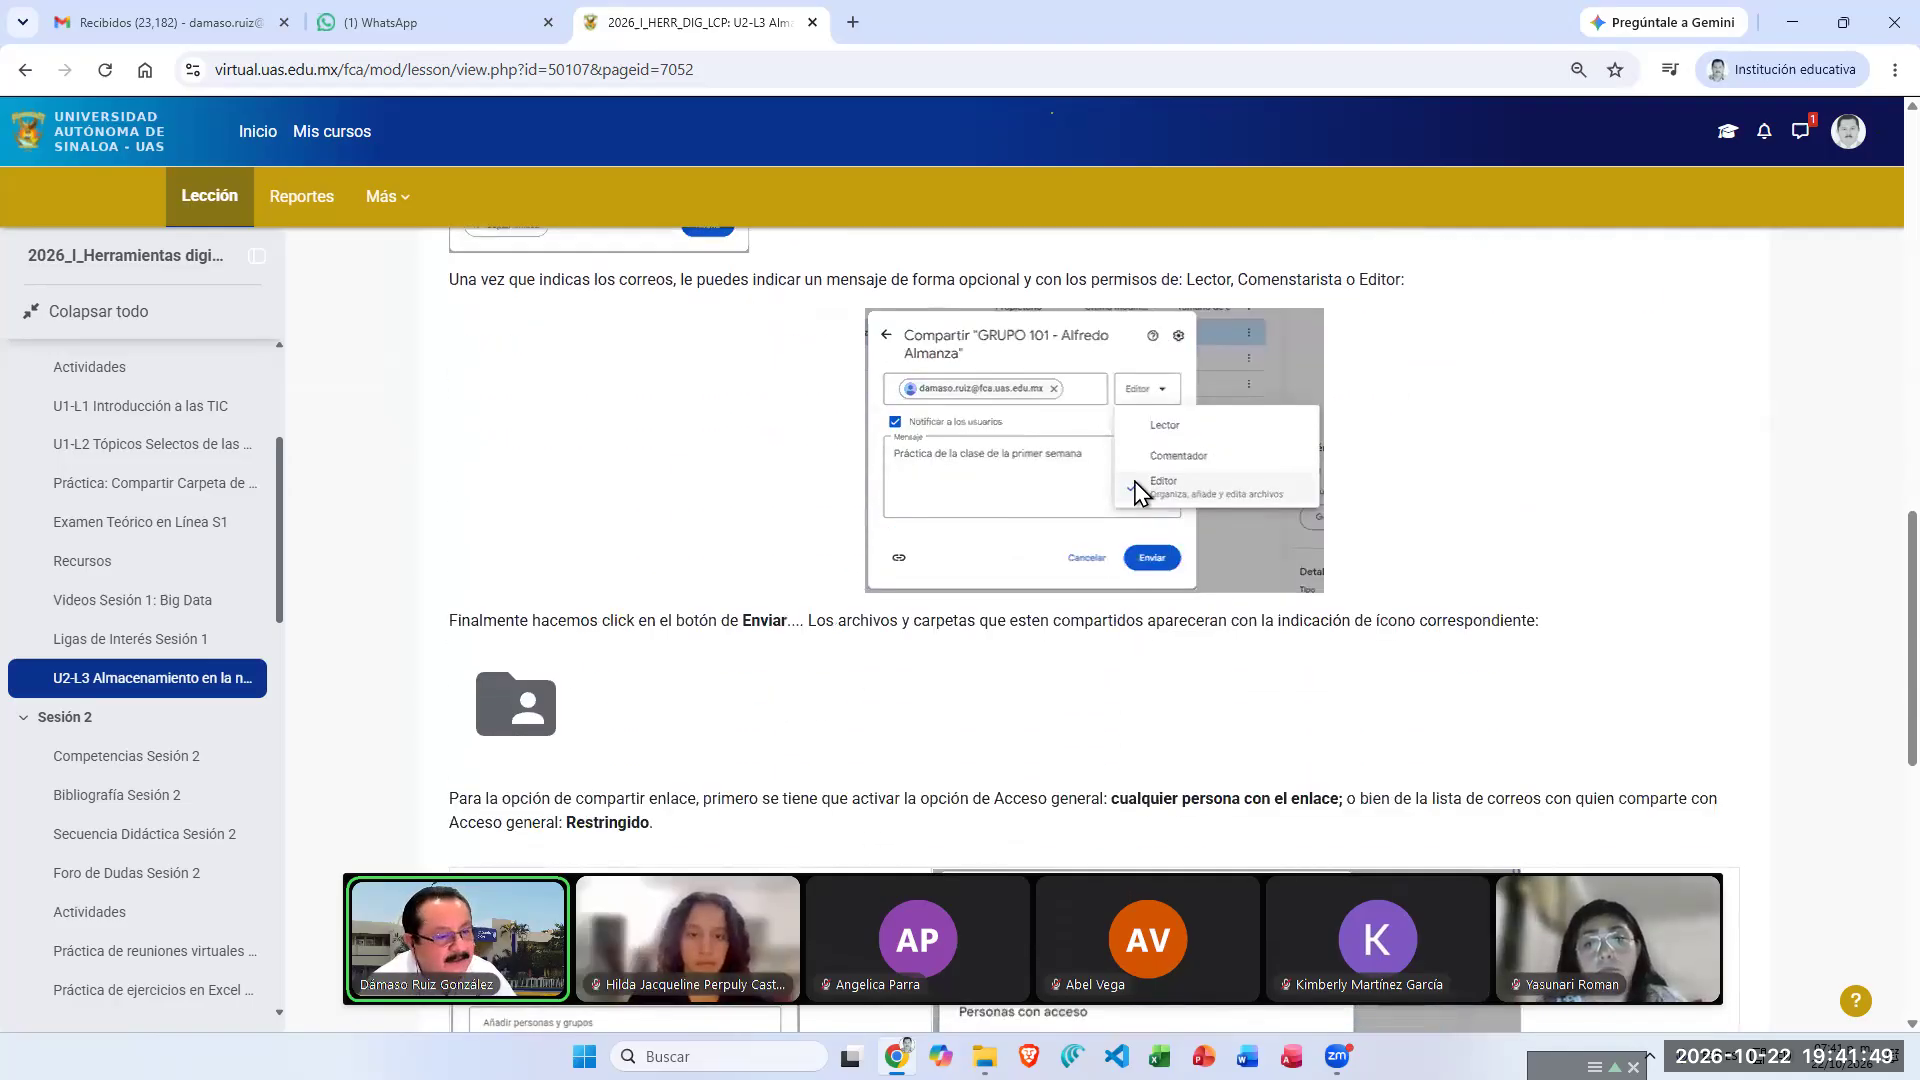 Recibidos (23,182) - damaso.ruiz@
(1) WhatsApp
2026_I_HERR_DIG_LCP: U2-L3 Alm
Pregúntale a Gemini
virtual.uas.edu.mx/fca/mod/lesson/view.php?id=50107&pageid=7052
Institución educativa
UNIVERSIDAD
AUTÓNOMA DE
SINALOA - UAS
Inicio
Mis cursos
1
Lección
Reportes
Más
2026_I_Herramientas digi...
Colapsar todo
Actividades
U1-L1 Introducción a las TIC
U1-L2 Tópicos Selectos de las ...
Práctica: Compartir Carpeta de ...
Examen Teórico en Línea S1
Recursos
Videos Sesión 1: Big Data
Ligas de Interés Sesión 1
U2-L3 Almacenamiento en la n...
Sesión 2
Competencias Sesión 2
Bibliografía Sesión 2
Secuencia Didáctica Sesión 2
Foro de Dudas Sesión 2
Actividades
Práctica de reuniones virtuales ...
Práctica de ejercicios en Excel ...
Una vez que indicas los correos, le puedes indicar un mensaje de forma opcional y con los permisos de: Lector, Comenstarista o Editor:
Compartir "GRUPO 101 - Alfredo
Almanza"
damaso.ruiz@fca.uas.edu.mx
Editor
Notificar a los usuarios
Mensaje
Práctica de la clase de la primer semana
Lector
Comentador
Editor
Organiza, añade y edita archivos
Cancelar
Enviar
Detal
Tipo
Finalmente hacemos click en el botón de Enviar.... Los archivos y carpetas que esten compartidos apareceran con la indicación de ícono correspondiente:
Para la opción de compartir enlace, primero se tiene que activar la opción de Acceso general: cualquier persona con el enlace; o bien de la lista de correos con quien comparte con
Acceso general: Restringido.
Dámaso Ruiz González
Hilda Jacqueline Perpuly Cast...
AP
Angelica Parra
AV
Abel Vega
K
Kimberly Martínez García
Yasunari Roman
Añadir personas y grupos
Personas con acceso
?
Buscar
2026-10-22 19:41:49